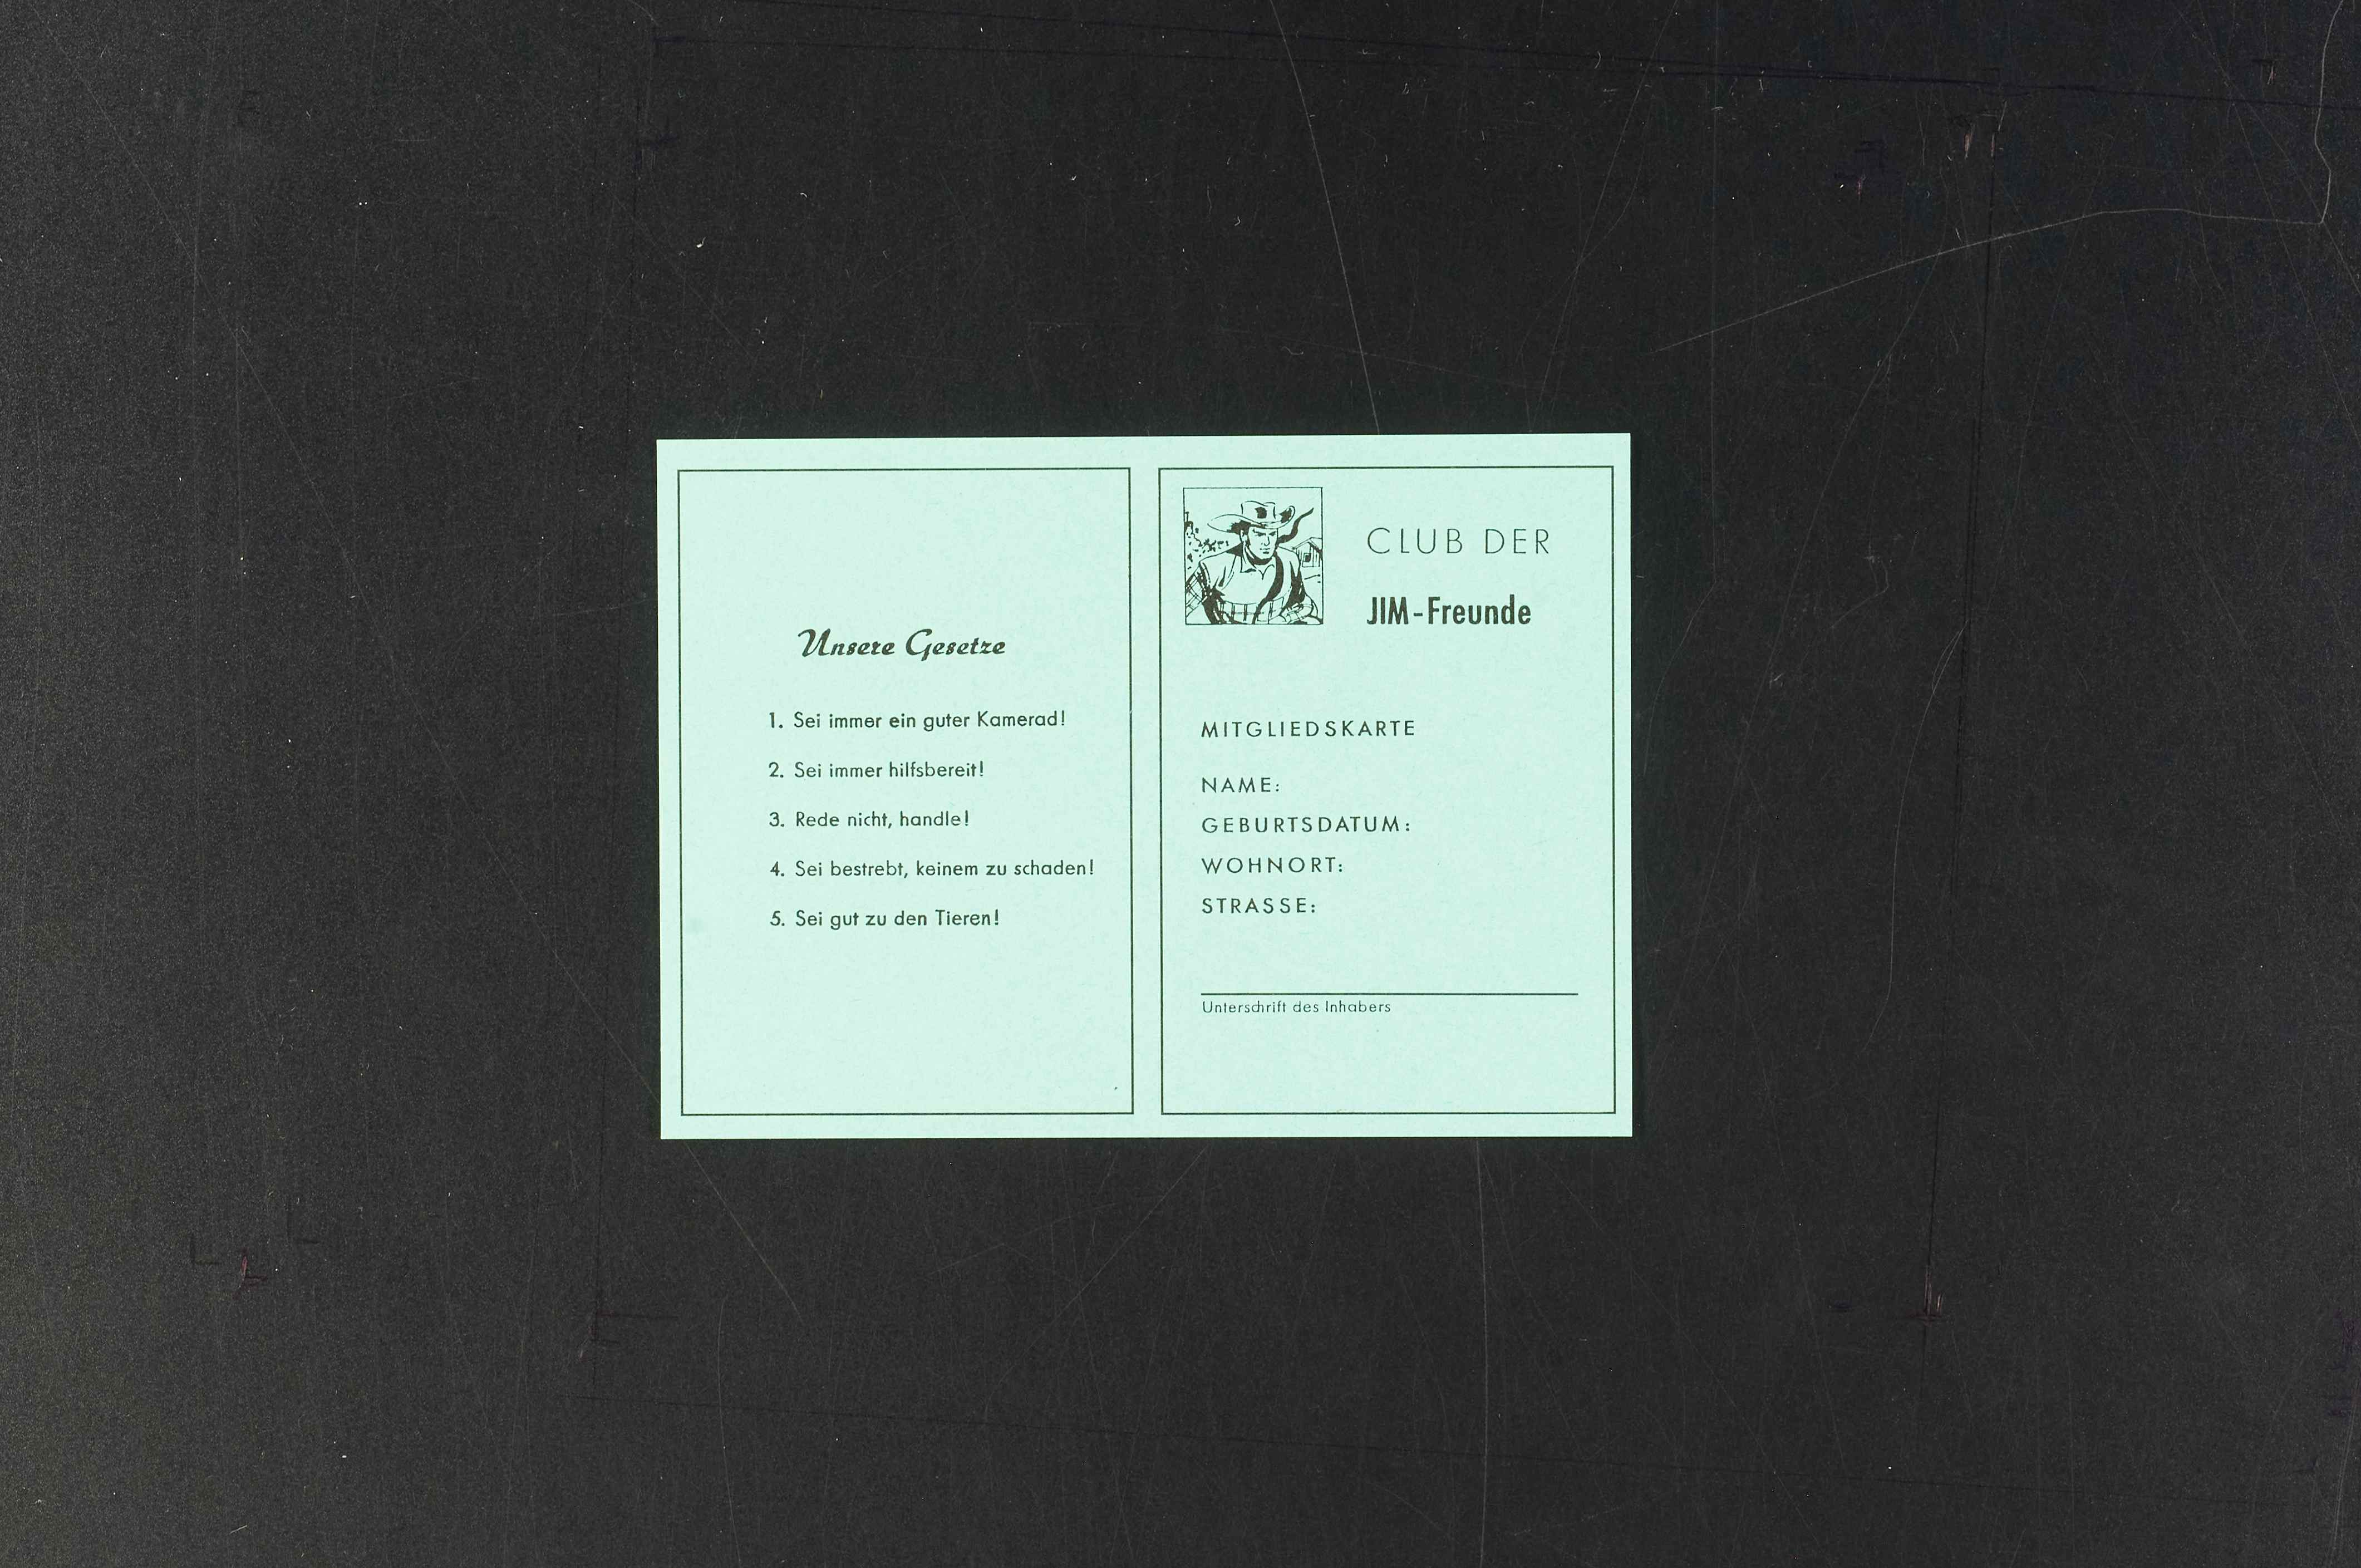 Unsere Gesetze
1. Sei immer ein guter Kamerad!
2. Sei immer hilfsbereit!
3. Rede nicht, handle!
4. Sei bestrebt, keinem zu schaden!
5. Sei gut zu den Tieren!
CLUB DER
JIM-Freunde
MITGLIEDSKARTE
NAME:
GEBURTSDATUM:
WOHNORT:
STRASSE:
Unterschrift des Inhabers